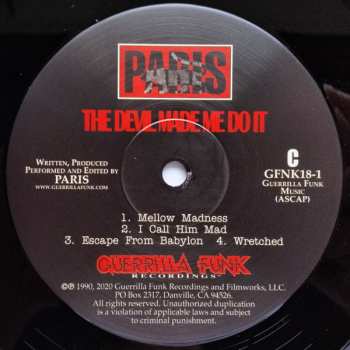 PARIS
THE DEVIL MADE ME DO IT
WRITTEN, PRODUCED
PERFORMED AND EDITED BY
PARIS
WWW.GUERRILLAFUNK.COM
C
GFNK18-1
GUERRILLA FUNK
MUSIC
(ASCAP)
1. Mellow Madness
2. I Call Him Mad
3. Escape From Babylon 4. Wretched
GUERRILLA FUNK
RECORDINGS
©℗ 1990, 2020 Guerrilla Funk Recordings and Filmworks, LLC.
PO Box 2317, Danville, CA 94526.
All rights reserved. Unauthorized duplication
is a violation of applicable laws and subject
to criminal punishment.